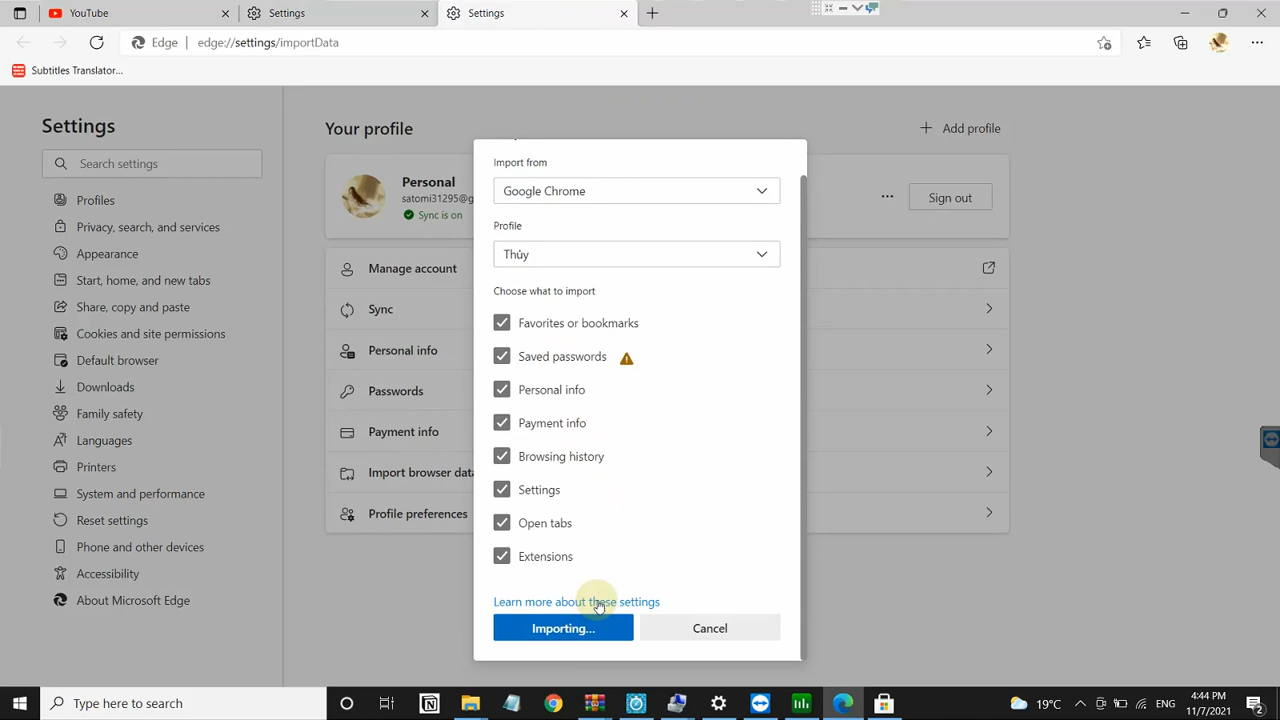 YouTube
Settings
Settings
Edge
edge://settings/importData
Subtitles Translator...
Settings
Search settings
Profiles
Privacy, search, and services
Appearance
Start, home, and new tabs
Share, copy and paste
Cookies and site permissions
Default browser
Downloads
Family safety
Languages
Printers
System and performance
Reset settings
Phone and other devices
Accessibility
About Microsoft Edge
Your profile
Add profile
Personal
satomi31295@g
Sync is on
Sign out
Manage account
Sync
Personal info
Passwords
Payment info
Import browser data
Profile preferences
Import from
Google Chrome
Profile
Thủy
Choose what to import
Favorites or bookmarks
Saved passwords
Personal info
Payment info
Browsing history
Settings
Open tabs
Extensions
Learn more about these settings
Importing...
Cancel
Type here to search
19°C
4:44 PM
11/7/2021
2